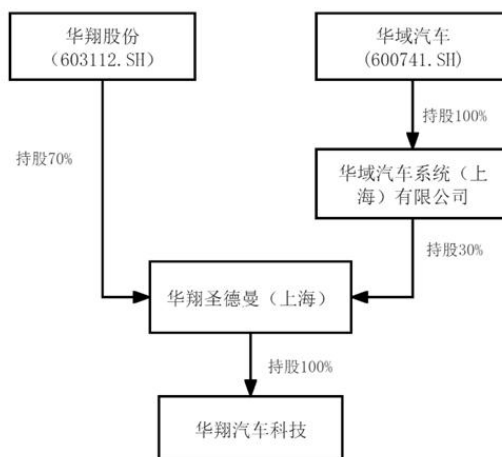 华翔股份
（603112.SH）
华域汽车
(600741.SH)
持股100%
持股70%
华域汽车系统（上
海）有限公司
持股30%
华翔圣德曼（上海）
持股100%
华翔汽车科技